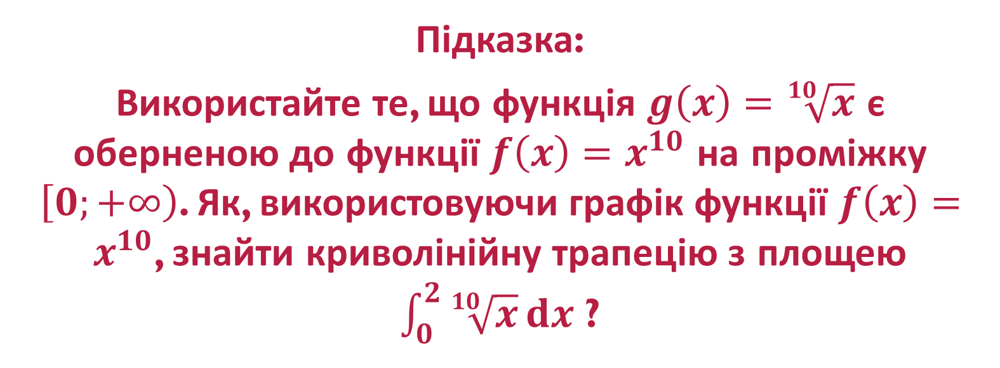 Підказка:
Використайте те, що функція $g(x) = \sqrt[10]{x}$ є
оберненою до функції $f(x) = x^{10}$ на проміжку
$[0; +\infty)$. Як, використовуючи графік функції $f(x) =$
$x^{10}$, знайти криволінійну трапецію з площею
$\int_0^2 \sqrt[10]{x}\, \mathrm{d}x$ ?